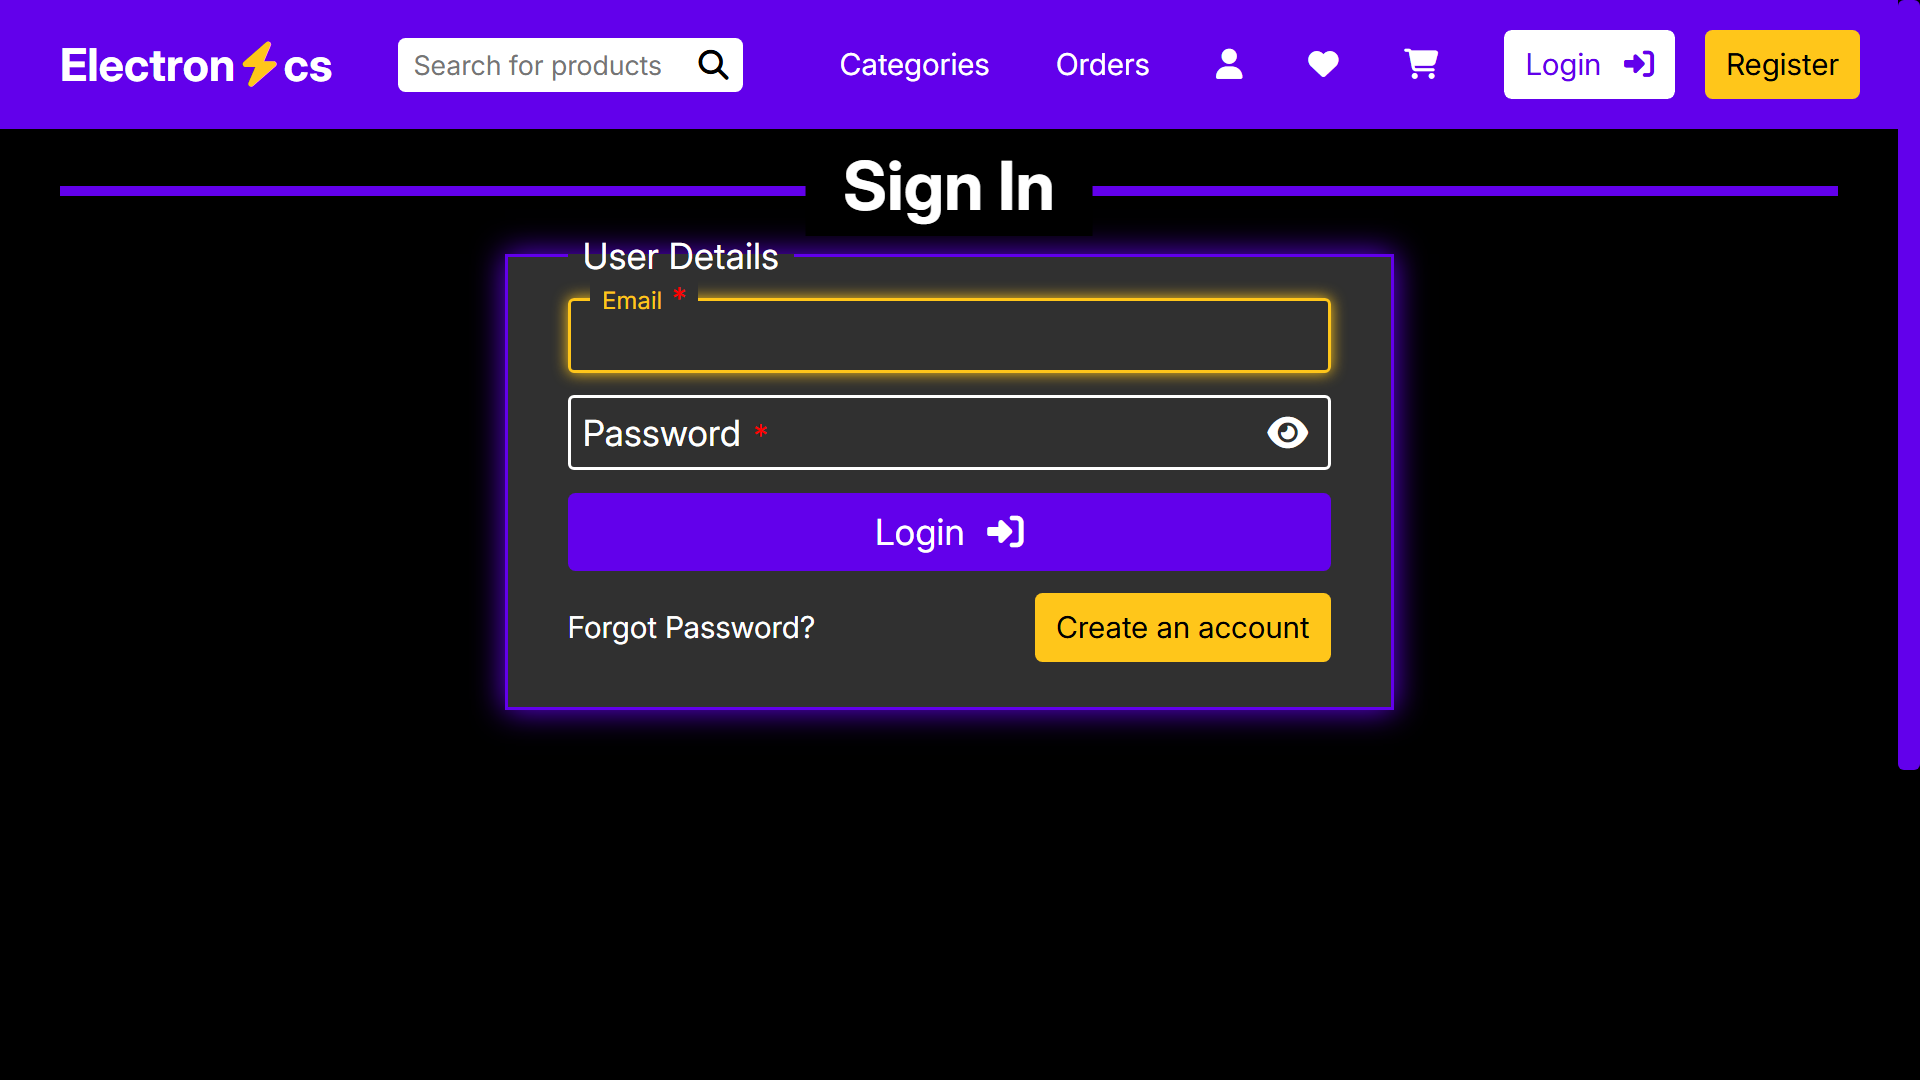 Electron⚡cs
Search for products
Categories
Orders
Login
Register
Sign In
User Details
Email *
Password *
Login
Forgot Password?
Create an account